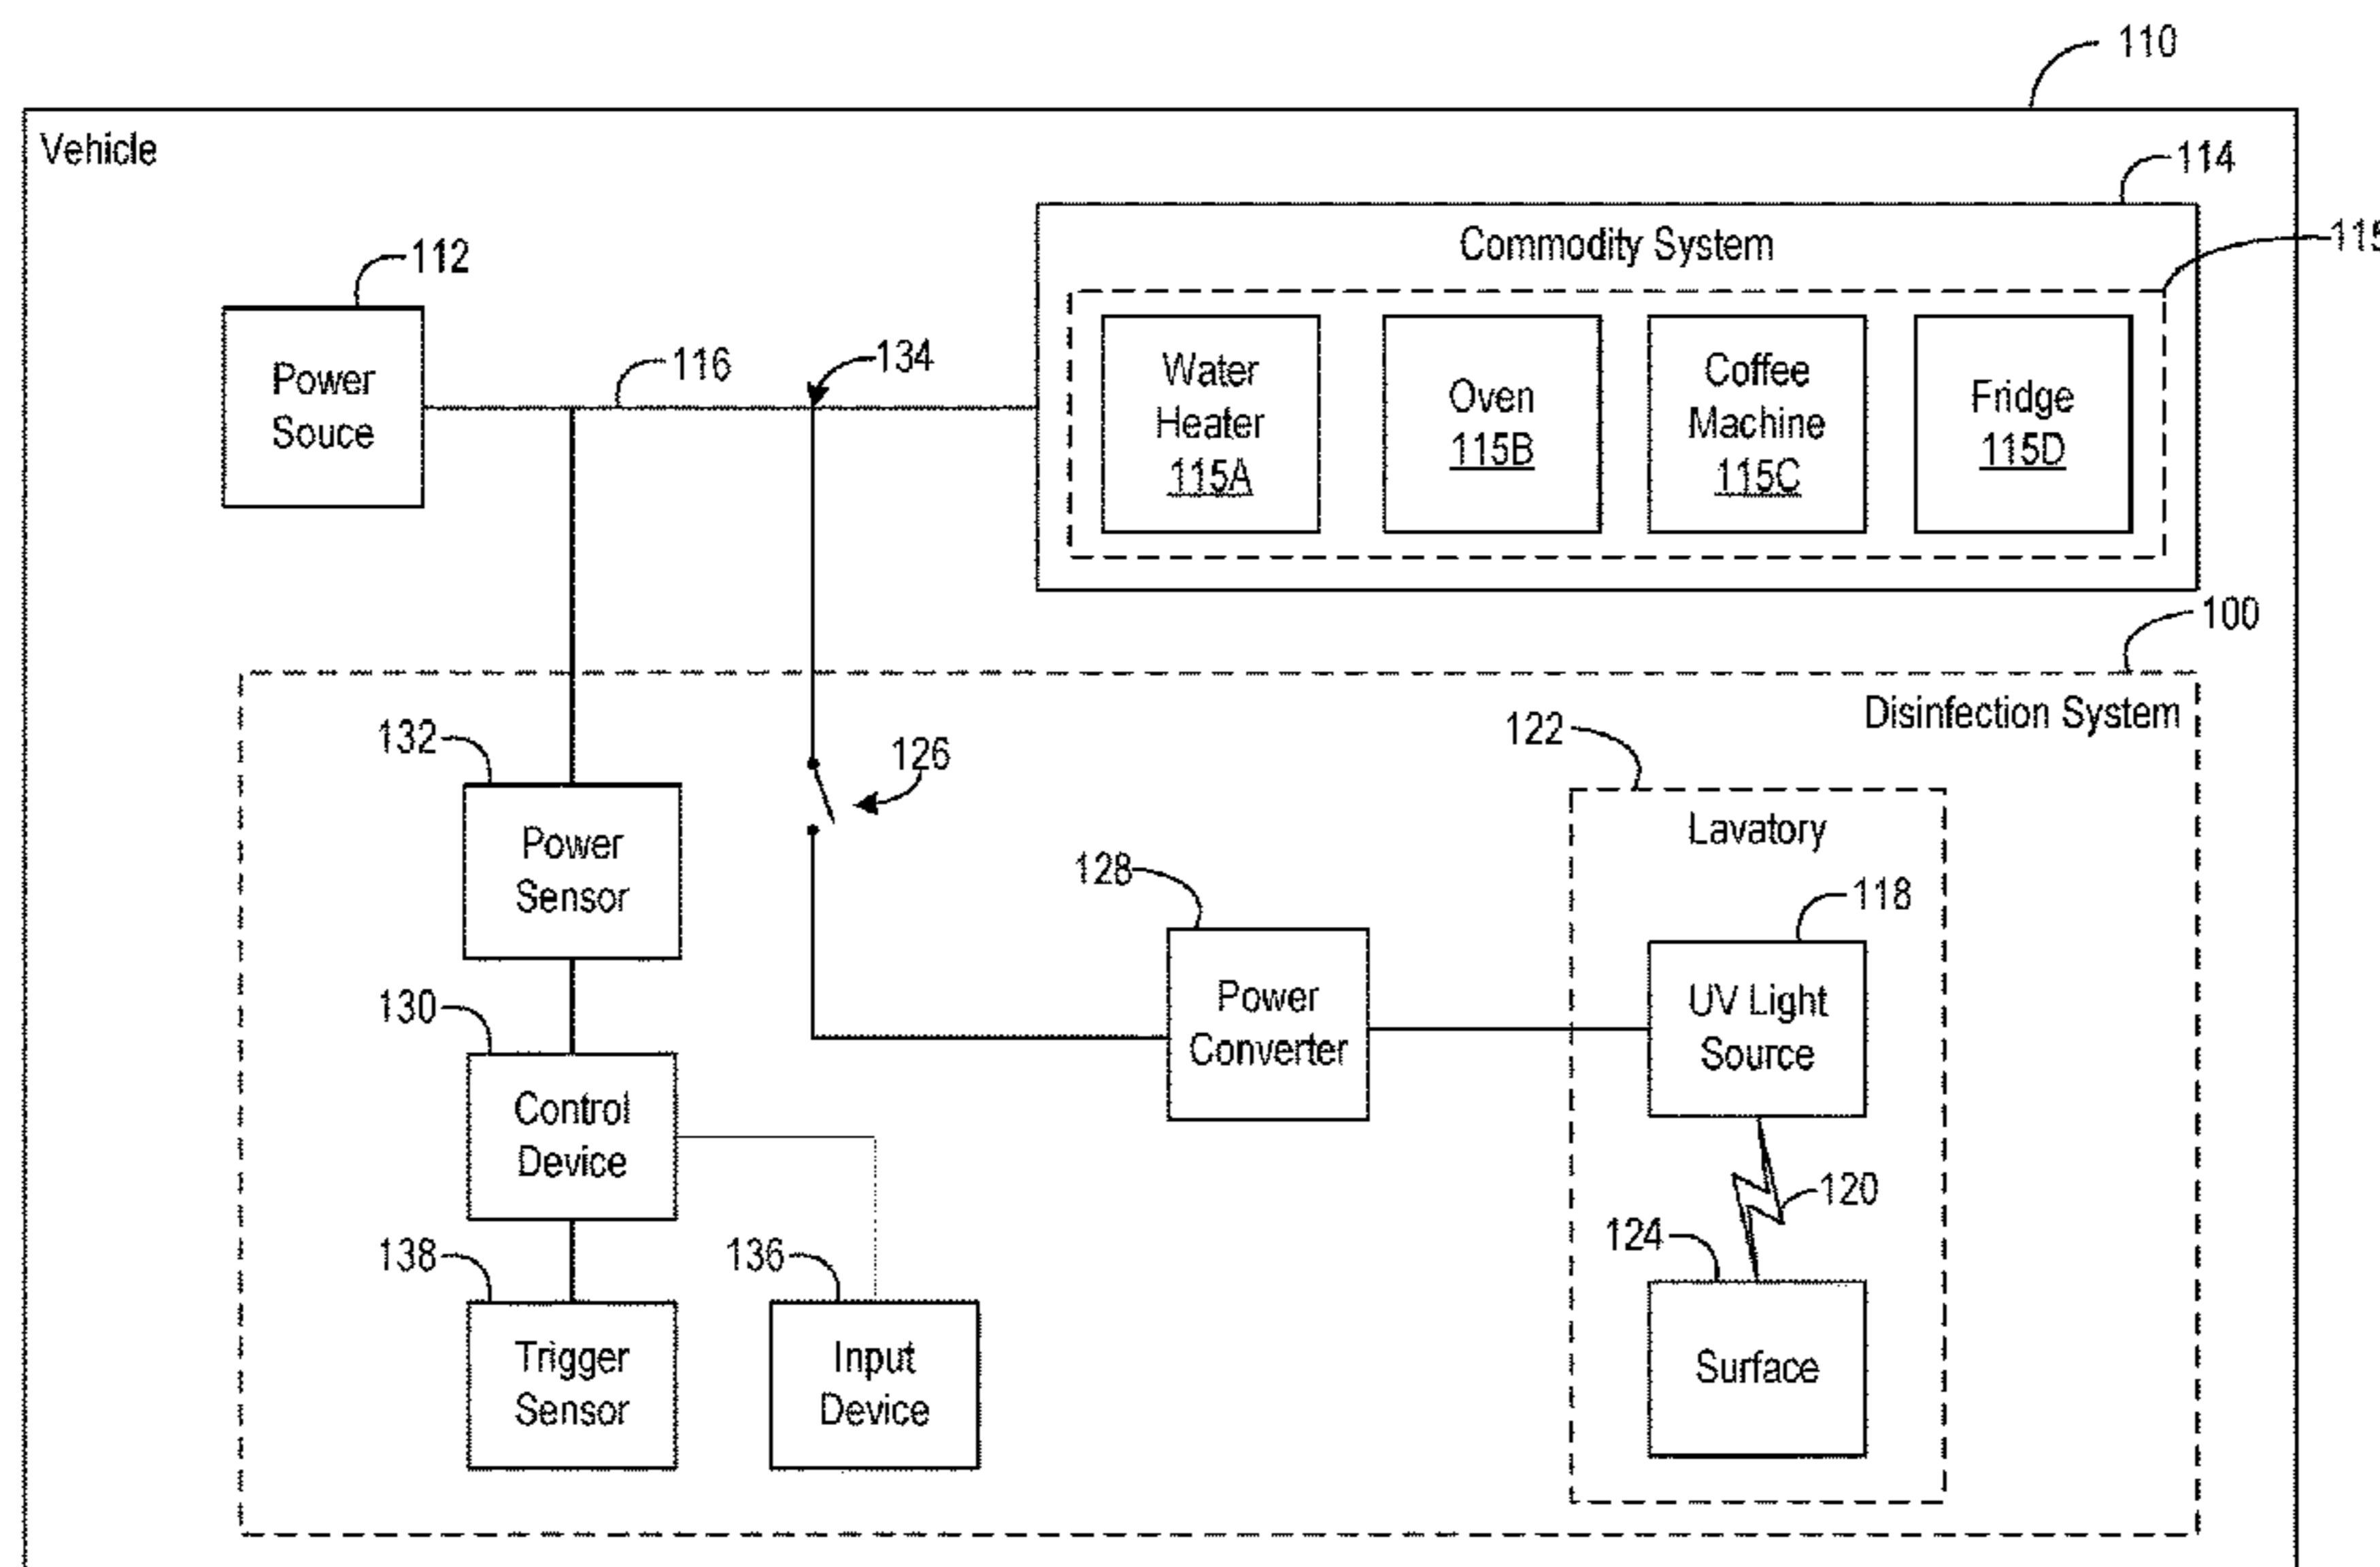 110
Vehicle
114
Commodity System
115
112
Power
Souce
116
134
Water
Heater
115A
Oven
115B
Coffee
Machine
115C
Fridge
115D
100
Disinfection System
132
Power
Sensor
126
122
Lavatory
128
Power
Converter
118
UV Light
Source
130
Control
Device
120
124
Surface
138
Trigger
Sensor
136
Input
Device